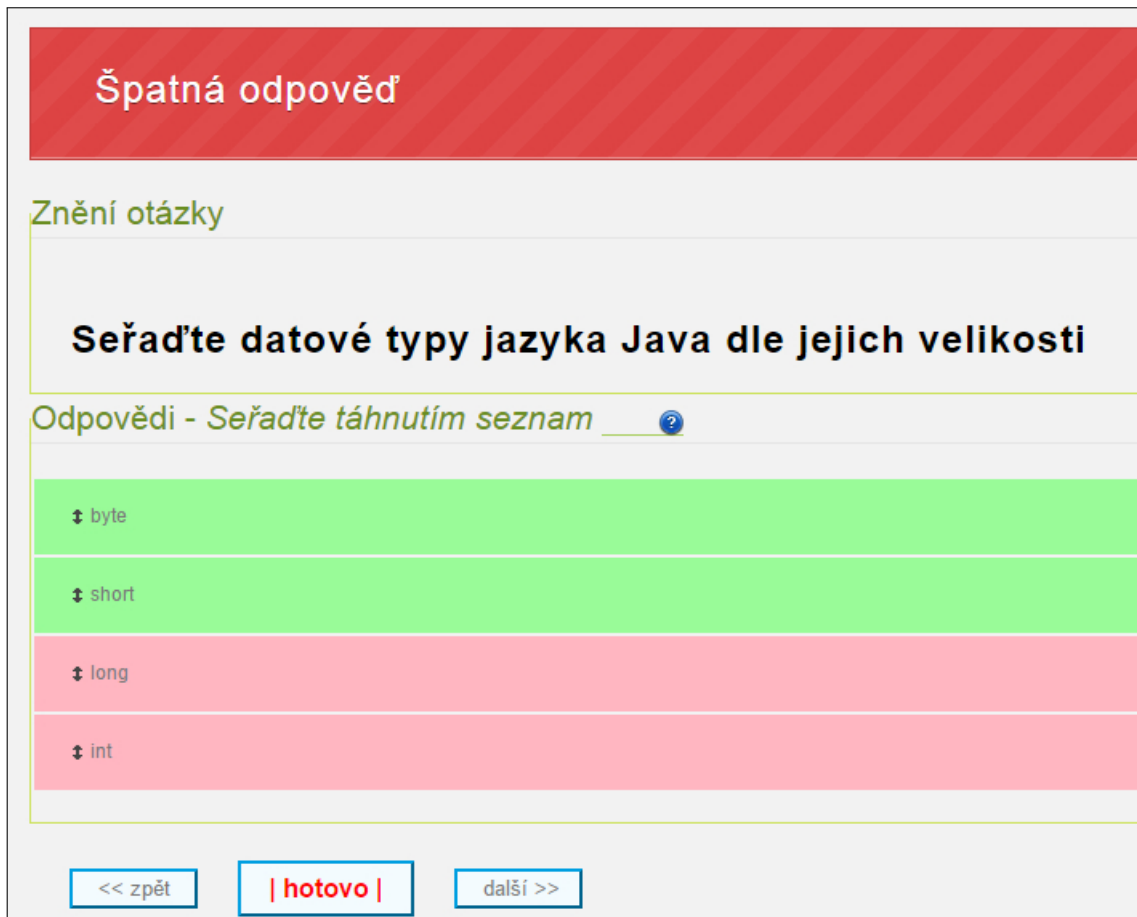 Špatná odpověď
Znění otázky
Seřaďte datové typy jazyka Java dle jejich velikosti
Odpovědi - Seřaďte táhnutím seznam ?
byte
short
long
int
<< zpět | hotovo | další >>